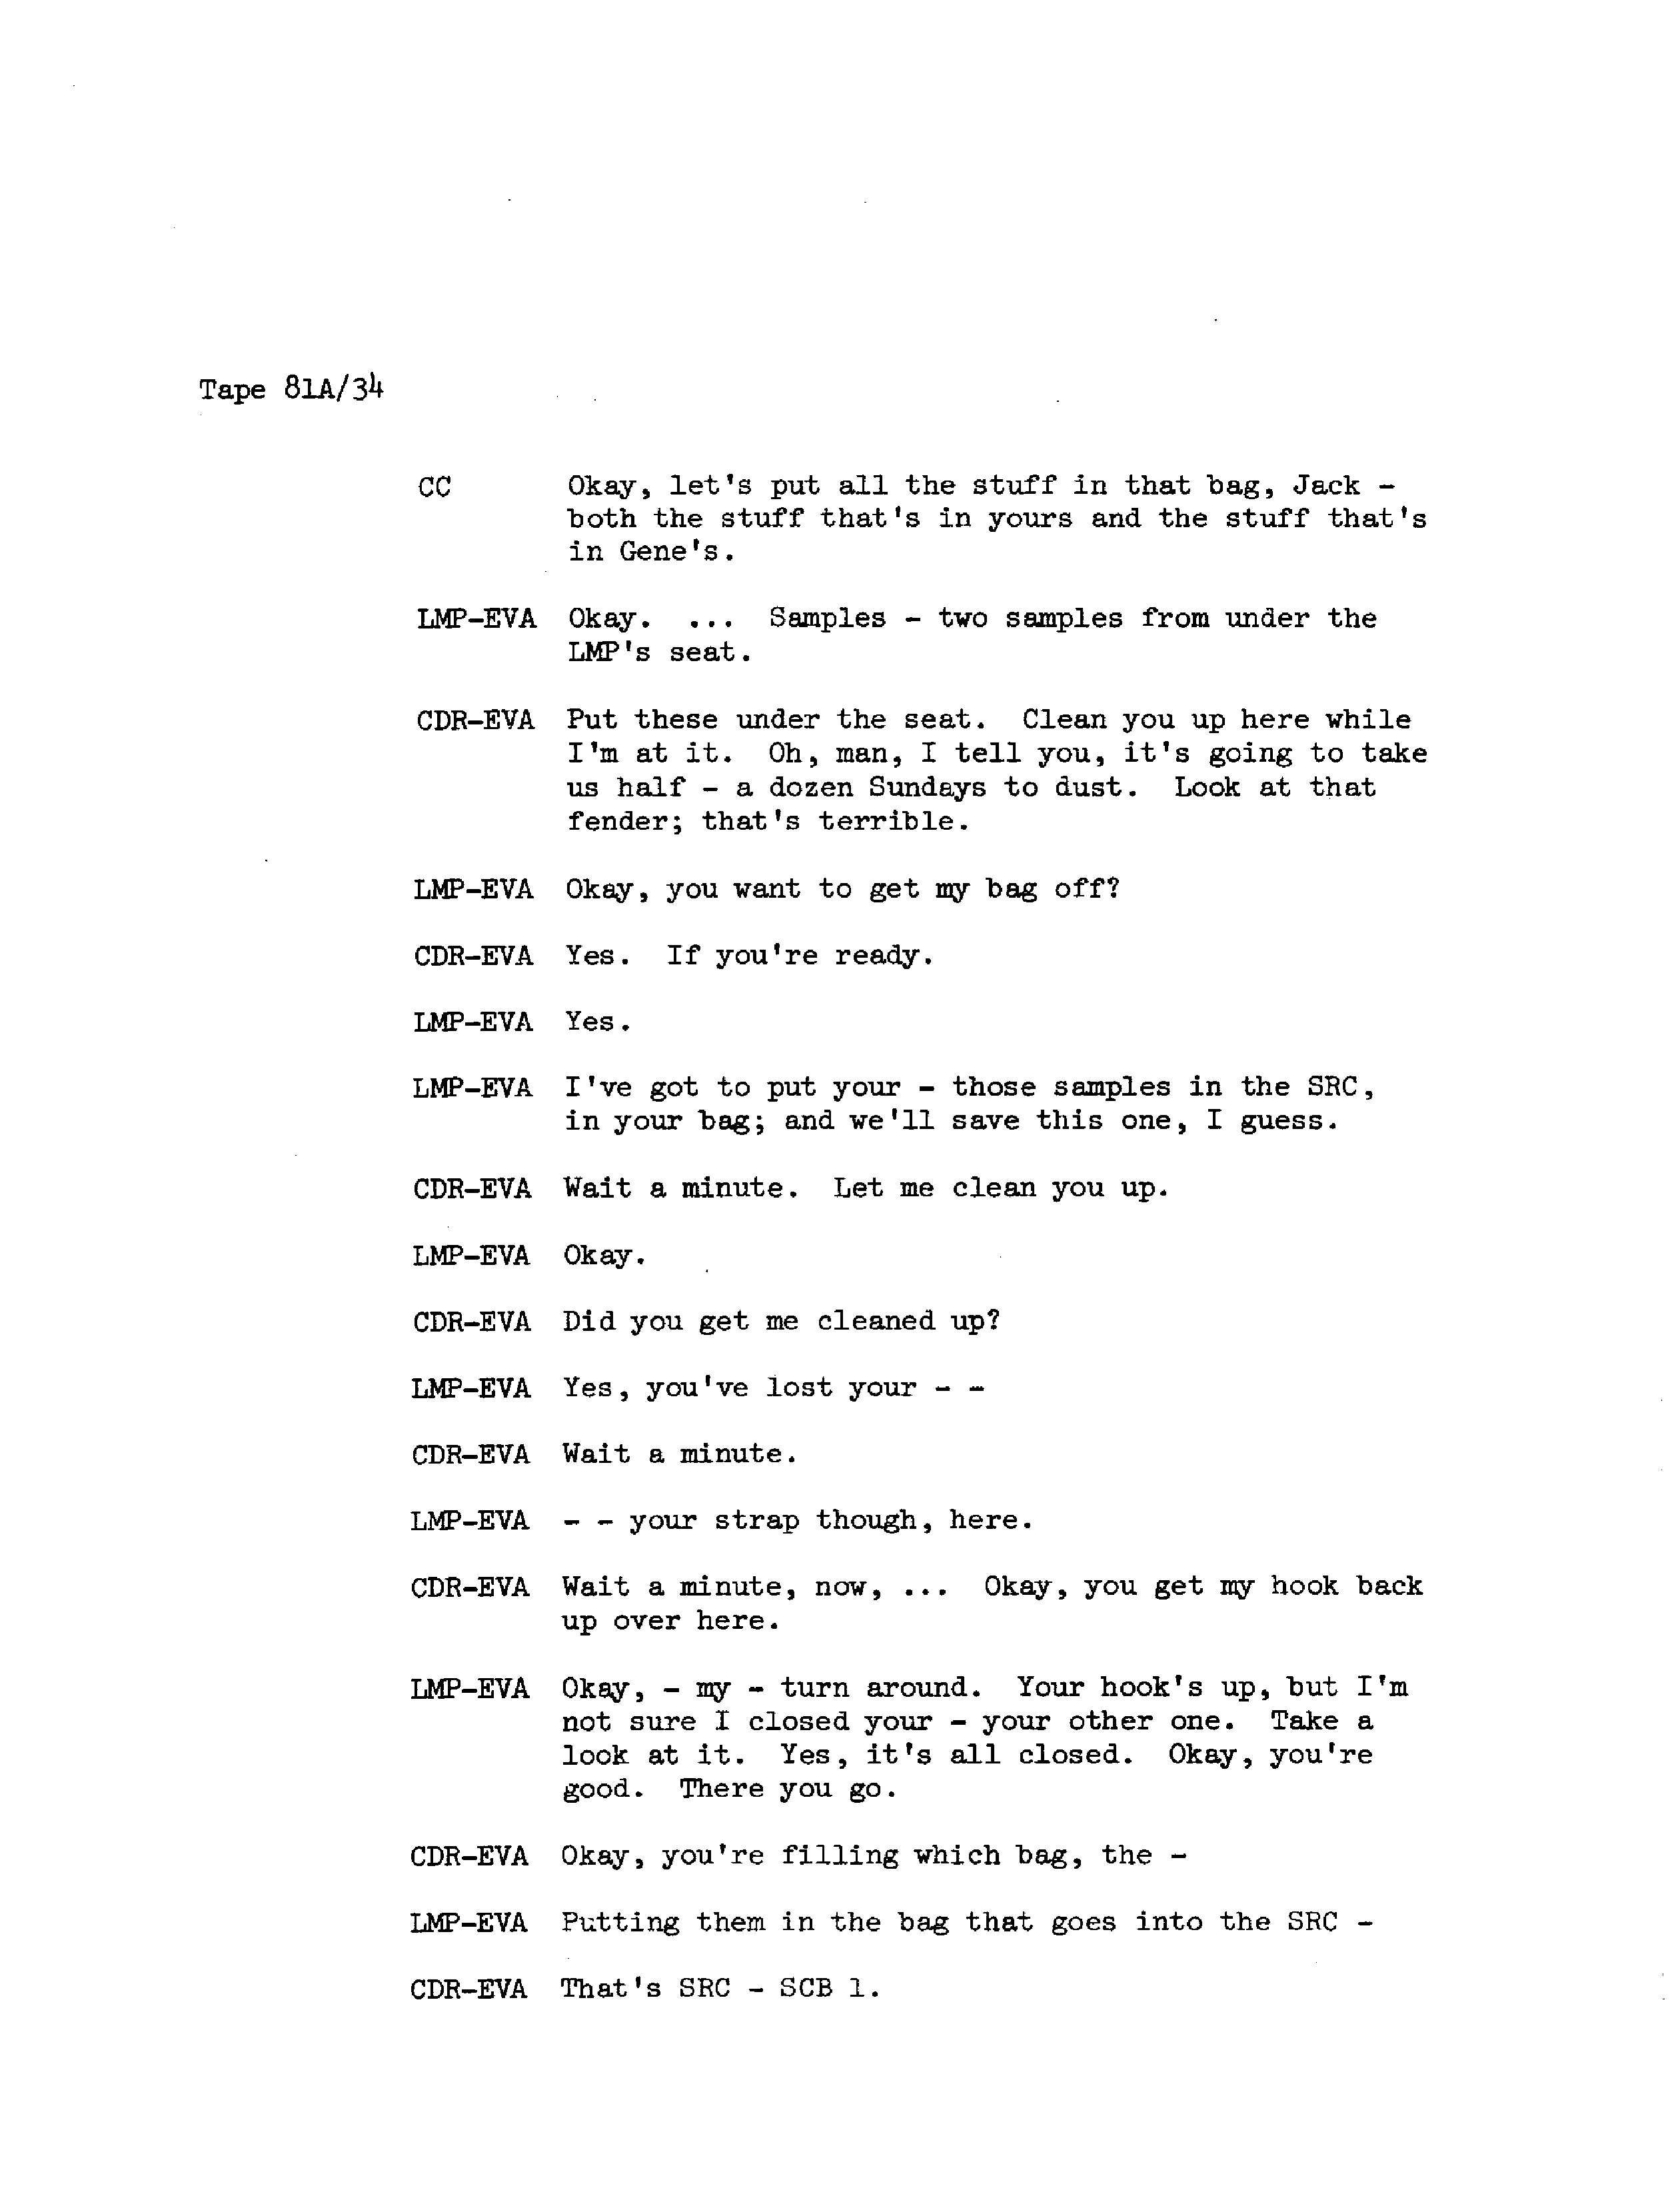 Tape 81A/34
CC Okay, let's put all the stuff in that bag, Jack -
both the stuff that's in yours and the stuff that's
in Gene's.
LMP-EVA Okay. ... Samples - two samples from under the
LMP's seat.
CDR-EVA Put these under the seat. Clean you up here while
I'm at it. Oh, man, I tell you, it's going to take
us half - a dozen Sundays to dust. Look at that
fender; that's terrible.
LMP-EVA Okay, you want to get my bag off?
CDR-EVA Yes. If you're ready.
LMP-EVA Yes.
LMP-EVA I've got to put your - those samples in the SRC,
in your bag; and we'll save this one, I guess.
CDR-EVA Wait a minute. Let me clean you up.
LMP-EVA Okay.
CDR-EVA Did you get me cleaned up?
LMP-EVA Yes, you've lost your - -
CDR-EVA Wait a minute.
LMP-EVA - - your strap though, here.
CDR-EVA Wait a minute, now, ... Okay, you get my hook back
up over here.
LMP-EVA Okay, - my - turn around. Your hook's up, but I'm
not sure I closed your - your other one. Take a
look at it. Yes, it's all closed. Okay, you're
good. There you go.
CDR-EVA Okay, you're filling which bag, the -
LMP-EVA Putting them in the bag that goes into the SRC -
CDR-EVA That's SRC - SCB 1.